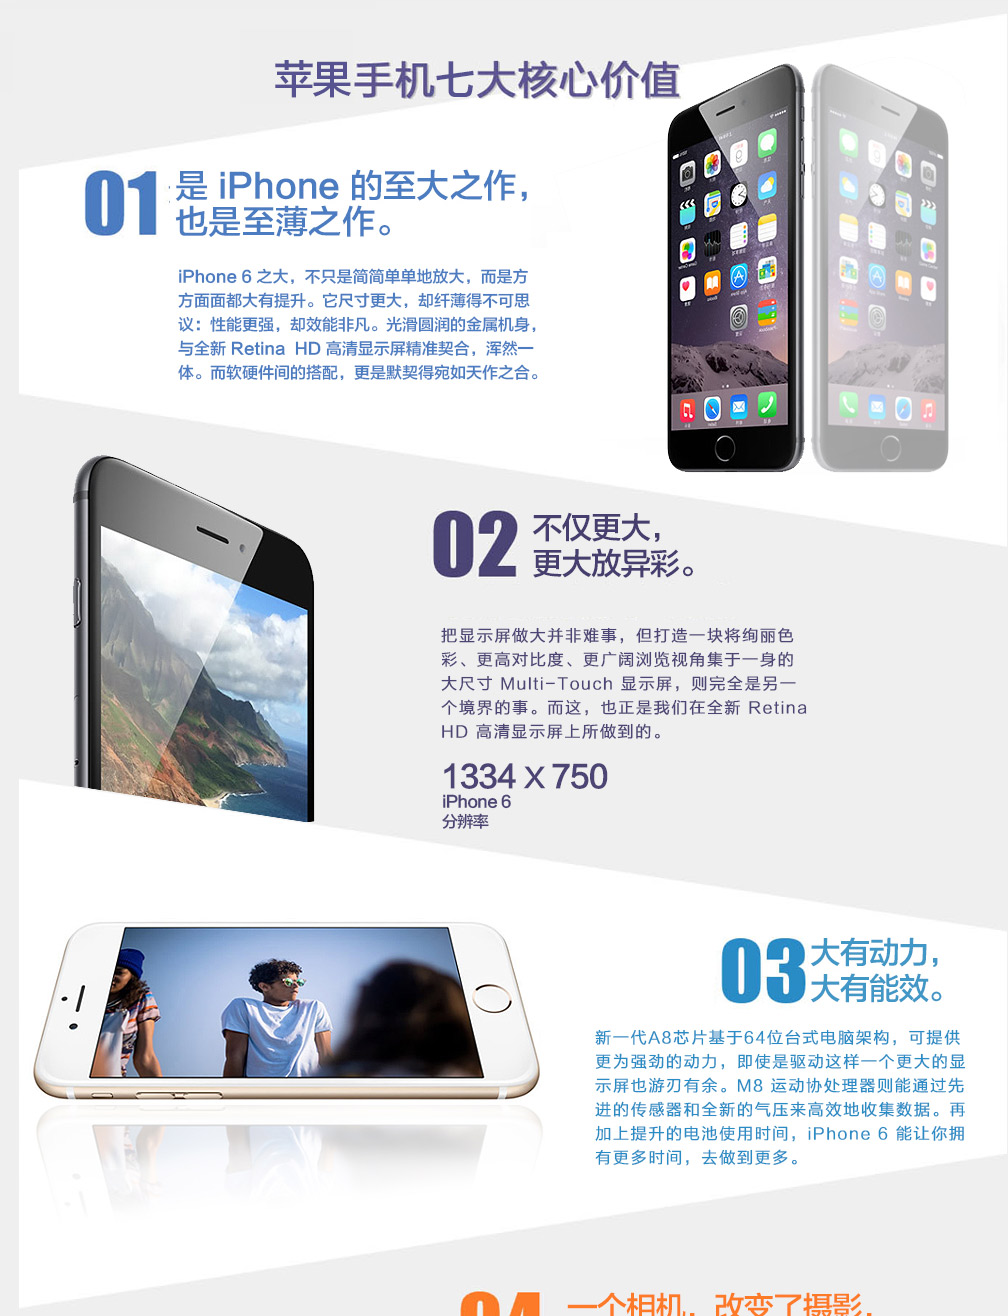 苹果手机七大核心价值
01
是 iPhone 的至大之作，
也是至薄之作。
iPhone 6 之大，不只是简简单单地放大，而是方
方面面都大有提升。它尺寸更大，却纤薄得不可思
议：性能更强，却效能非凡。光滑圆润的金属机身，
与全新 Retina HD 高清显示屏精准契合，浑然一
体。而软硬件间的搭配，更是默契得宛如天作之合。
02
不仅更大，
更大放异彩。
把显示屏做大并非难事，但打造一块将绚丽色
彩、更高对比度、更广阔浏览视角集于一身的
大尺寸 Multi-Touch 显示屏，则完全是另一
个境界的事。而这，也正是我们在全新 Retina
HD 高清显示屏上所做到的。
1334 X 750
iPhone 6
分辨率
03
大有动力，
大有能效。
新一代A8芯片基于64位台式电脑架构，可提供
更为强劲的动力，即使是驱动这样一个更大的显
示屏也游刃有余。M8 运动协处理器则能通过先
进的传感器和全新的气压来高效地收集数据。再
加上提升的电池使用时间，iPhone 6 能让你拥
有更多时间，去做到更多。
04
一个相机，改变了摄影，